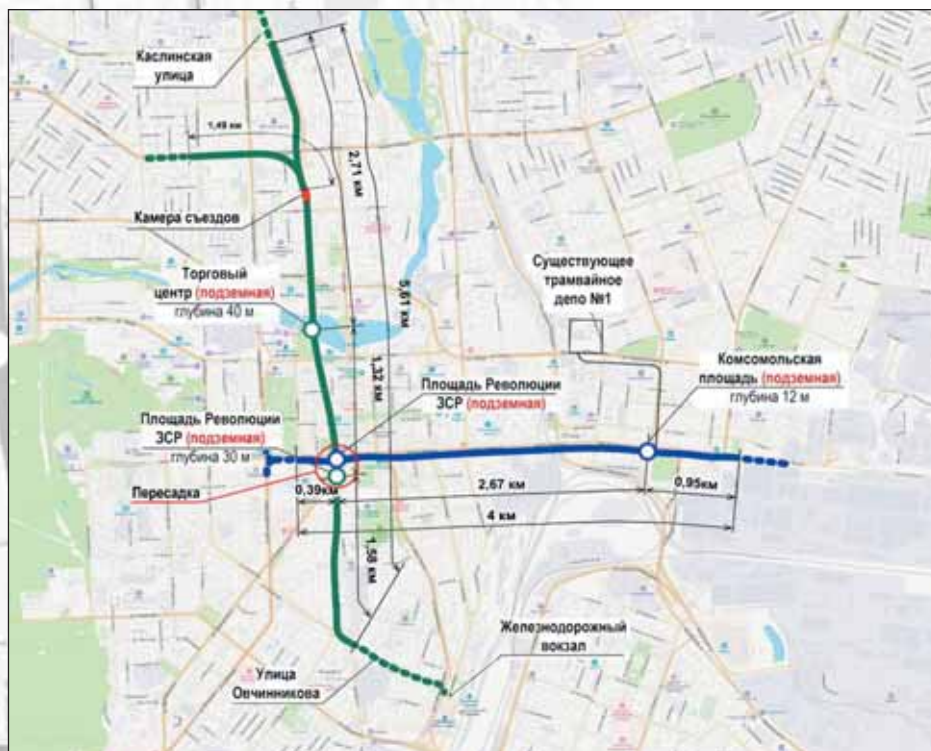 Каслинская
улица
1,49 км
2,71 км
Камера съездов
Торговый
центр (подземная)
глубина 40 м
Существующее
трамвайное
депо №1
5,61 км
1,32 км
Площадь Революции
ЗСР (подземная)
Комсомольская
площадь (подземная)
глубина 12 м
Площадь Революции
ЗСР (подземная)
глубина 30 м
Пересадка
0,39км
2,67 км
0,95км
4 км
1,58 км
Железнодорожный
вокзал
Улица
Овчинникова